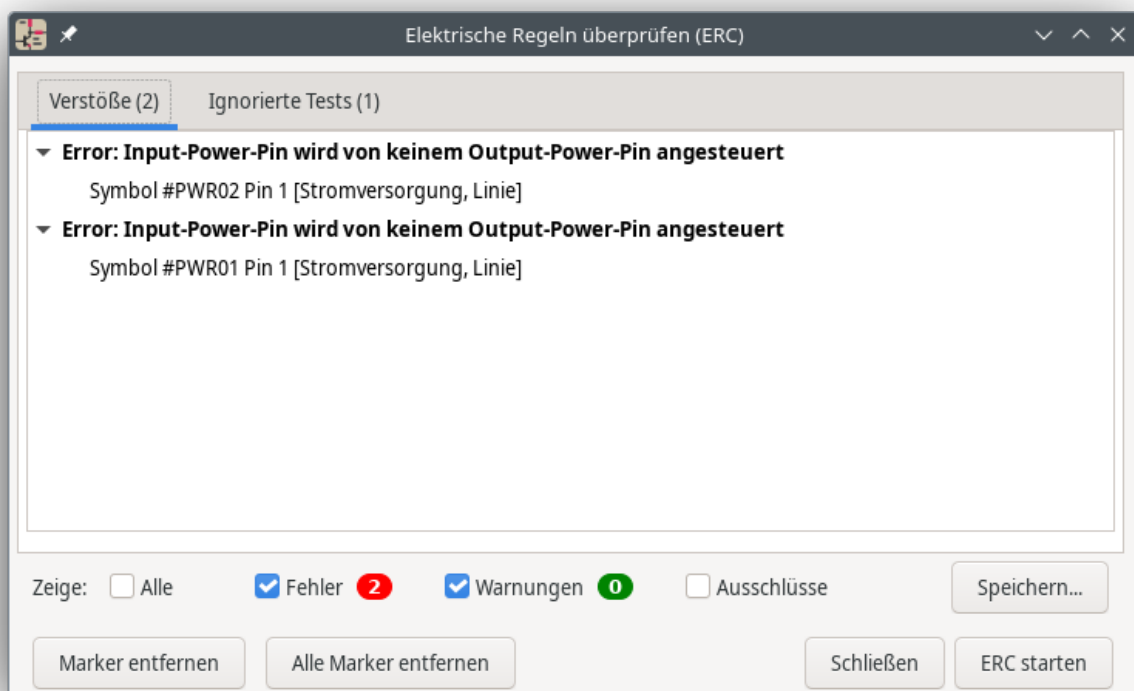 Elektrische Regeln überprüfen (ERC)
Verstöße (2) Ignorierte Tests (1)
Error: Input-Power-Pin wird von keinem Output-Power-Pin angesteuert
Symbol #PWR02 Pin 1 [Stromversorgung, Linie]
Error: Input-Power-Pin wird von keinem Output-Power-Pin angesteuert
Symbol #PWR01 Pin 1 [Stromversorgung, Linie]
Zeige: Alle Fehler 2 Warnungen 0 Ausschlüsse Speichern...
Marker entfernen Alle Marker entfernen Schließen ERC starten